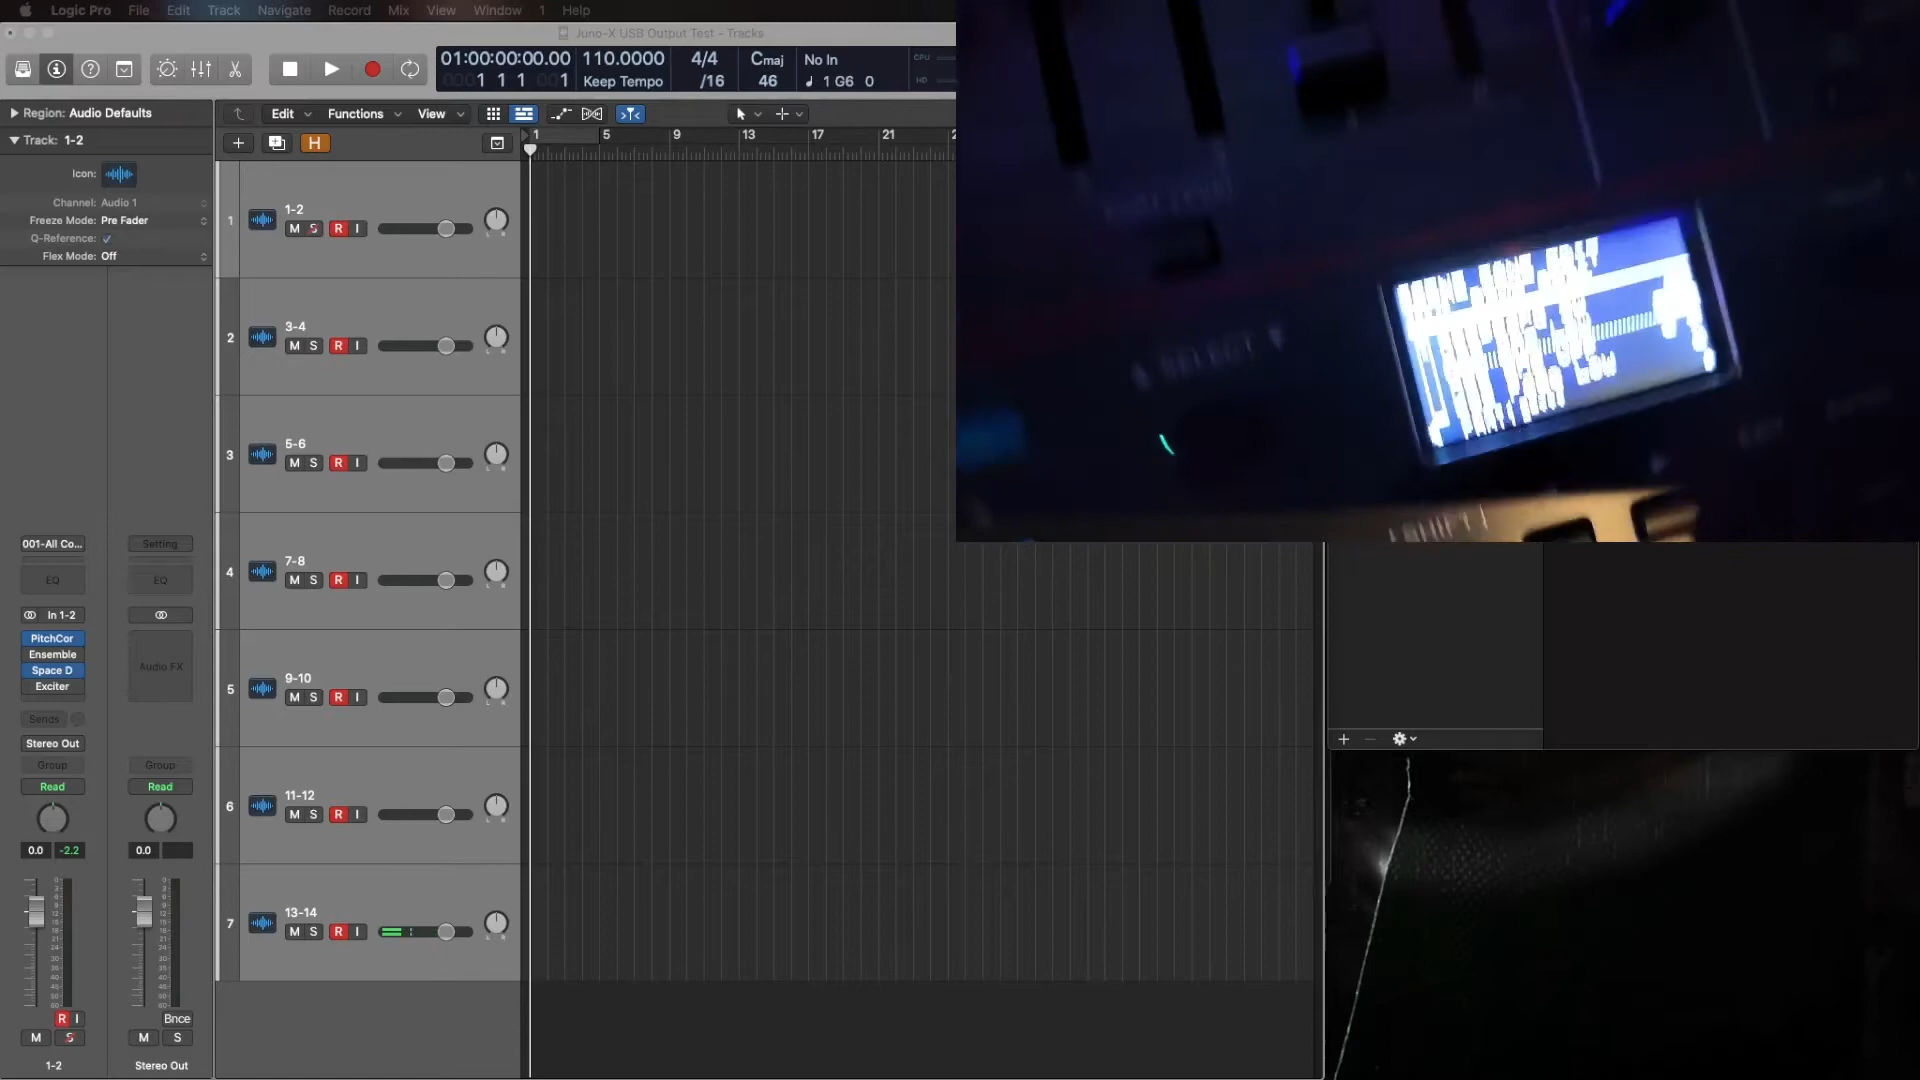 Logic Pro File Edit Track Navigate Record Mix View Window 1 Help
Juno-X USB Output Test - Tracks
01:00:00:00.00 110.0000 4/4 Cmaj No In CPU
1 1 1 001 Keep Tempo /16 46 1 G6 0 HD
Region: Audio Defaults
Edit Functions View
Track: 1-2
1 5 9 13 17 21
H
Icon:
Channel: Audio 1
Freeze Mode: Pre Fader
Q-Reference:
Flex Mode: Off
1 1-2
M S R I
2 3-4
M S R I
3 5-6
M S R I
4 7-8
M S R I
5 9-10
M S R I
6 11-12
M S R I
7 13-14
M S R I
001-All Co... Setting
EQ EQ
In 1-2
PitchCor
Ensemble
Space D Audio FX
Exciter
Sends
Stereo Out
Group Group
Read Read
0.0 -2.2 0.0
R I Bnce
M S M S
1-2 Stereo Out
SELECT